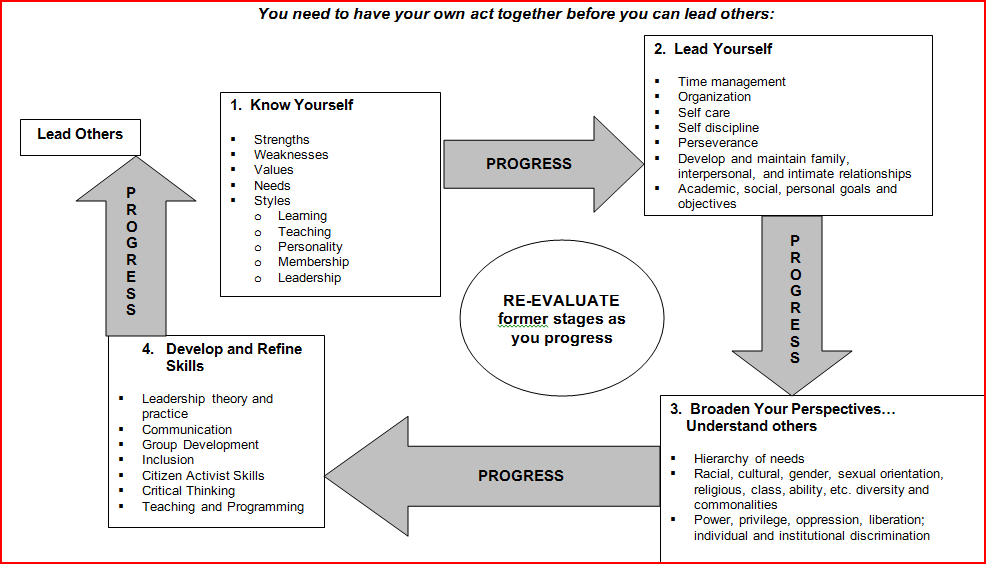 You need to have your own act together before you can lead others:
Lead Others
PROGRESS
1. Know Yourself
▪ Strengths
▪ Weaknesses
▪ Values
▪ Needs
▪ Styles
o Learning
o Teaching
o Personality
o Membership
o Leadership
PROGRESS
2. Lead Yourself
▪ Time management
▪ Organization
▪ Self care
▪ Self discipline
▪ Perseverance
▪ Develop and maintain family,
interpersonal, and intimate relationships
▪ Academic, social, personal goals and
objectives
PROGRESS
RE-EVALUATE
former stages as
you progress
3. Broaden Your Perspectives…
Understand others
▪ Hierarchy of needs
▪ Racial, cultural, gender, sexual orientation,
religious, class, ability, etc. diversity and
commonalities
▪ Power, privilege, oppression, liberation;
individual and institutional discrimination
PROGRESS
4. Develop and Refine
Skills
▪ Leadership theory and
practice
▪ Communication
▪ Group Development
▪ Inclusion
▪ Citizen Activist Skills
▪ Critical Thinking
▪ Teaching and Programming